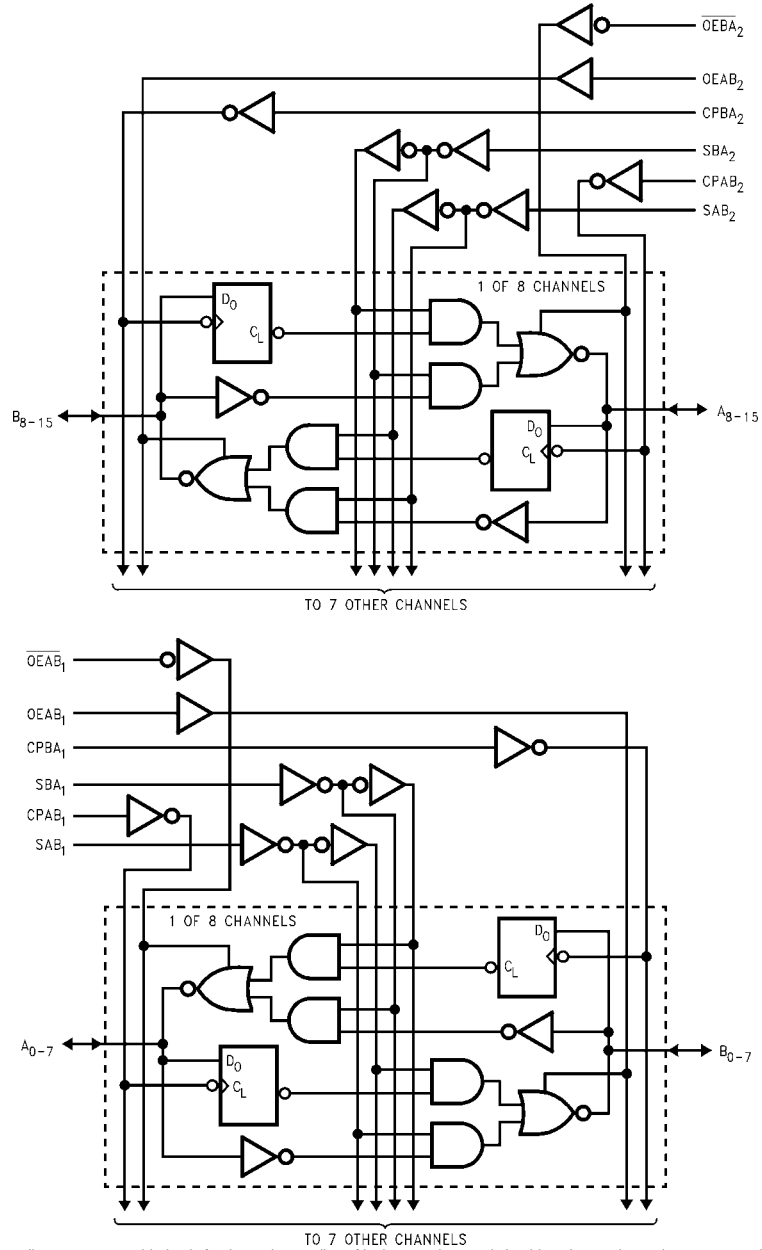 OEBA2
OEAB2
CPBA2
SBA2
CPAB2
SAB2
1 OF 8 CHANNELS
D0
CL
B8-15
A8-15
D0
CL
TO 7 OTHER CHANNELS
OEAB1
OEAB1
CPBA1
SBA1
CPAB1
SAB1
1 OF 8 CHANNELS
D0
CL
A0-7
B0-7
D0
CL
TO 7 OTHER CHANNELS